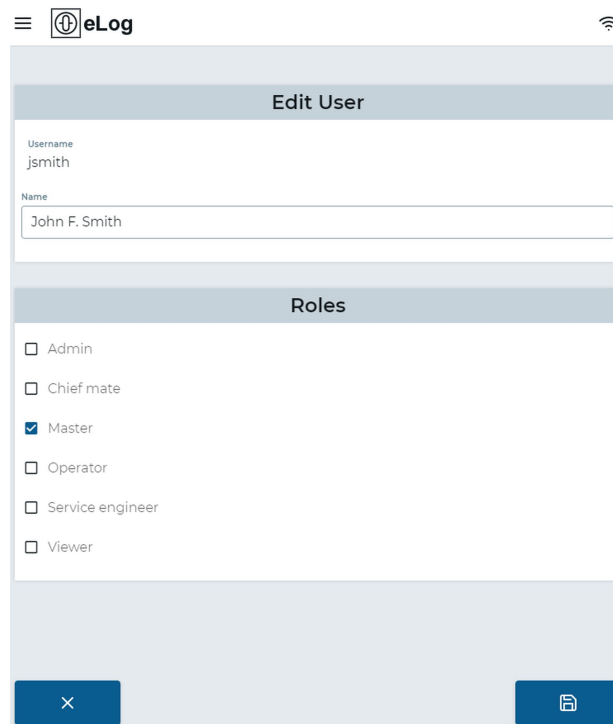 eLog
Edit User
Username
jsmith
Name
John F. Smith
Roles
Admin
Chief mate
Master
Operator
Service engineer
Viewer